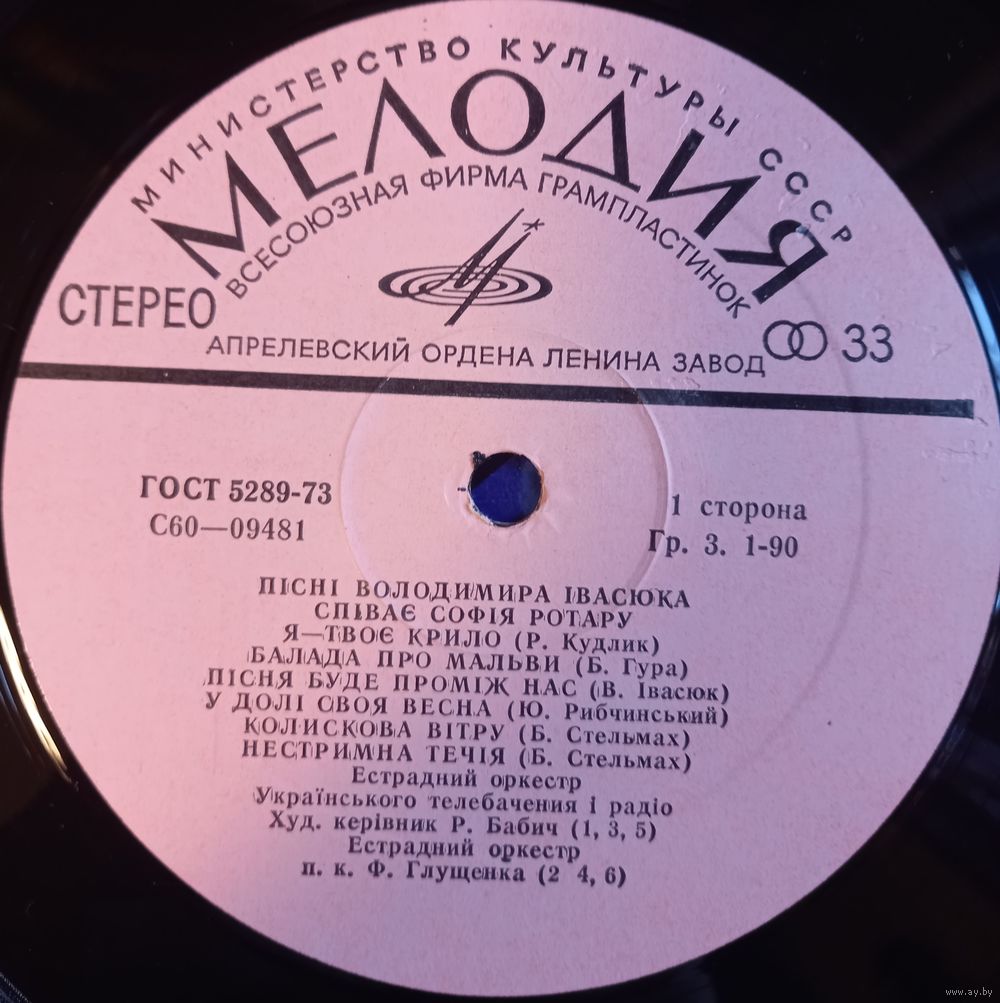 МИНИСТЕРСТВО КУЛЬТУРЫ СССР
МЕЛОДИЯ
ВСЕСОЮЗНАЯ ФИРМА ГРАМПЛАСТИНОК
СТЕРЕО
33
АПРЕЛЕВСКИЙ ОРДЕНА ЛЕНИНА ЗАВОД
ГОСТ 5289-73
С60—09481
1 сторона
Гр. 3. 1-90
ПІСНІ ВОЛОДИМИРА ІВАСЮКА
СПІВАЄ СОФІЯ РОТАРУ
Я—ТВОЄ КРИЛО (Р. Кудлик)
БАЛАДА ПРО МАЛЬВИ (Б. Гура)
ПІСНЯ БУДЕ ПРОМІЖ НАС (В. Івасюк)
У ДОЛІ СВОЯ ВЕСНА (Ю. Рибчинський)
КОЛИСКОВА ВІТРУ (Б. Стельмах)
НЕСТРИМНА ТЕЧІЯ (Б. Стельмах)
Естрадний оркестр
Українського телебачення і радіо
Худ. керівник Р. Бабич (1, 3, 5)
Естрадний оркестр
п. к. Ф. Глущенка (2 4, 6)
www.ay.by